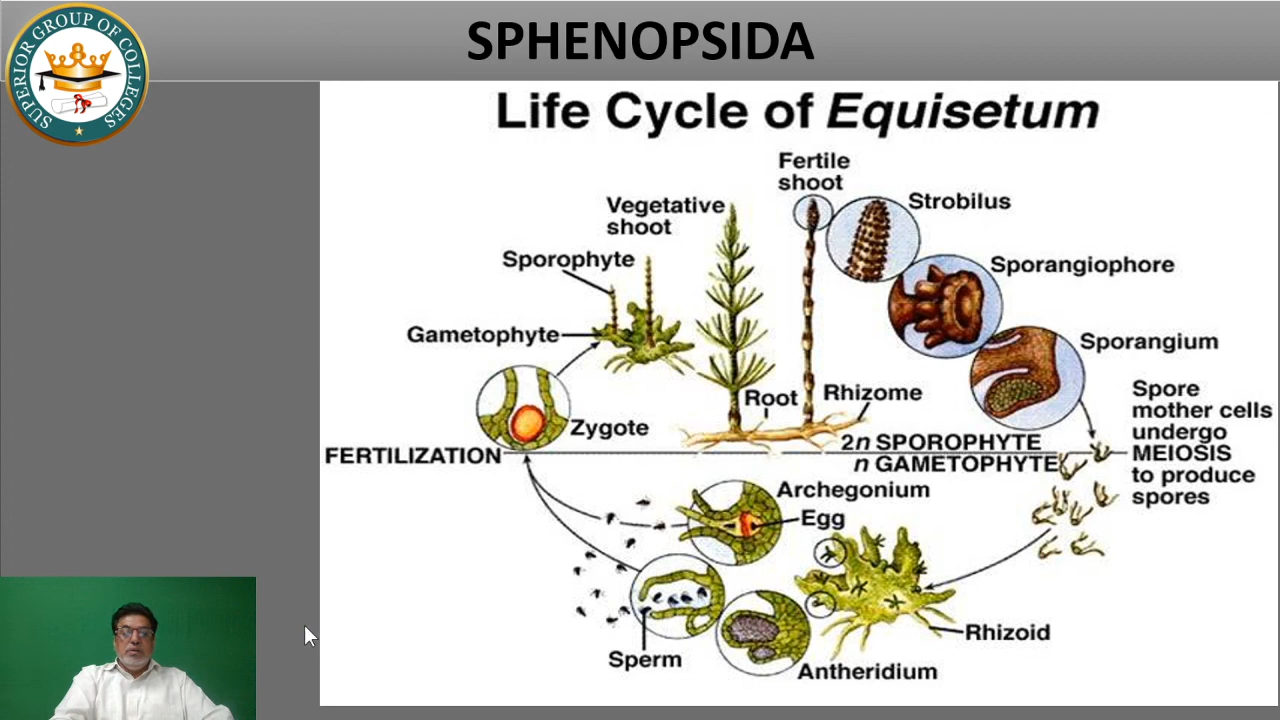 SUPERIOR GROUP OF COLLEGES
SPHENOPSIDA
Life Cycle of Equisetum
Fertile
shoot
Strobilus
Vegetative
shoot
Sporophyte
Sporangiophore
Gametophyte
Sporangium
Root
Rhizome
Spore
mother cells
undergo
MEIOSIS
to produce
spores
Zygote
FERTILIZATION
2n SPOROPHYTE
n GAMETOPHYTE
Archegonium
Egg
Rhizoid
Sperm
Antheridium